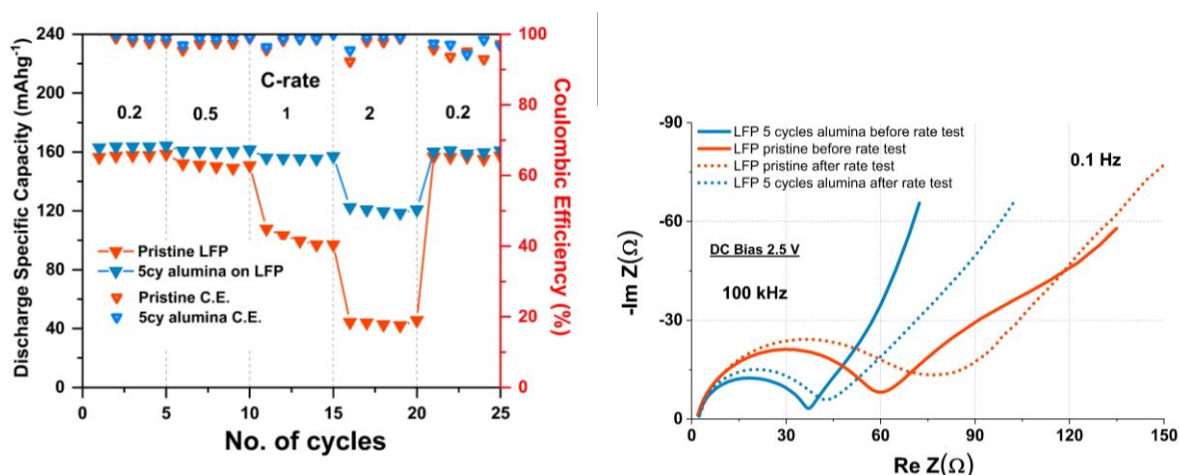 Discharge Specific Capacity (mAhg⁻¹)
240
200
160
120
80
40
0
C-rate
0.2
0.5
1
2
0.2
Pristine LFP
5cy alumina on LFP
Pristine C.E.
5cy alumina C.E.
0
5
10
15
20
25
No. of cycles
100
80
60
40
20
0
Coulombic Efficiency (%)
-Im Z(Ω)
-90
-60
-30
0
LFP 5 cycles alumina before rate test
LFP pristine before rate test
LFP pristine after rate test
LFP 5 cycles alumina after rate test
0.1 Hz
DC Bias 2.5 V
100 kHz
0
30
60
90
120
150
Re Z(Ω)